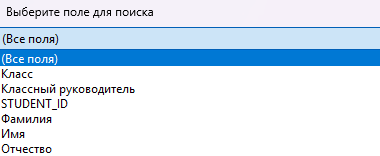 Выберите поле для поиска
(Все поля)
(Все поля)
Класс
Классный руководитель
STUDENT_ID
Фамилия
Имя
Отчество